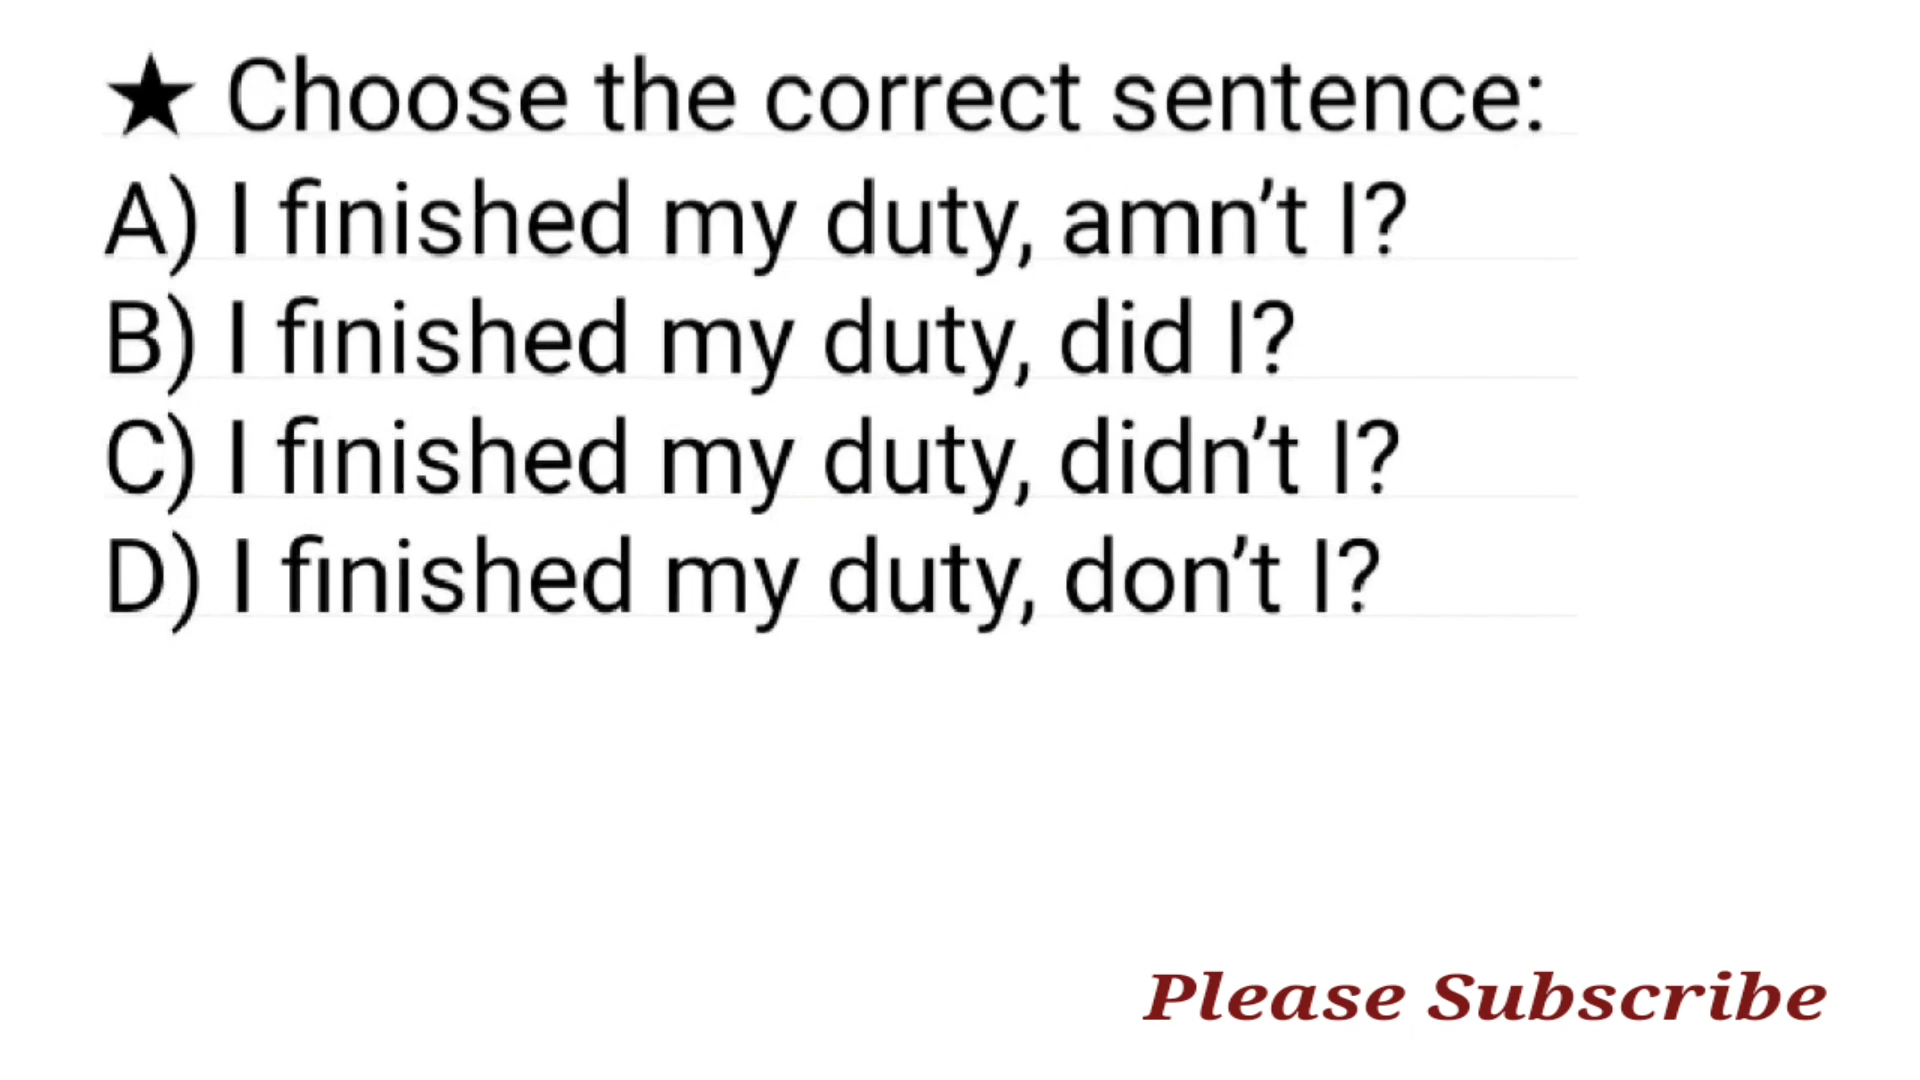 ★ Choose the correct sentence:
A) I finished my duty, amn’t I?
B) I finished my duty, did I?
C) I finished my duty, didn’t I?
D) I finished my duty, don’t I?
Please Subscribe